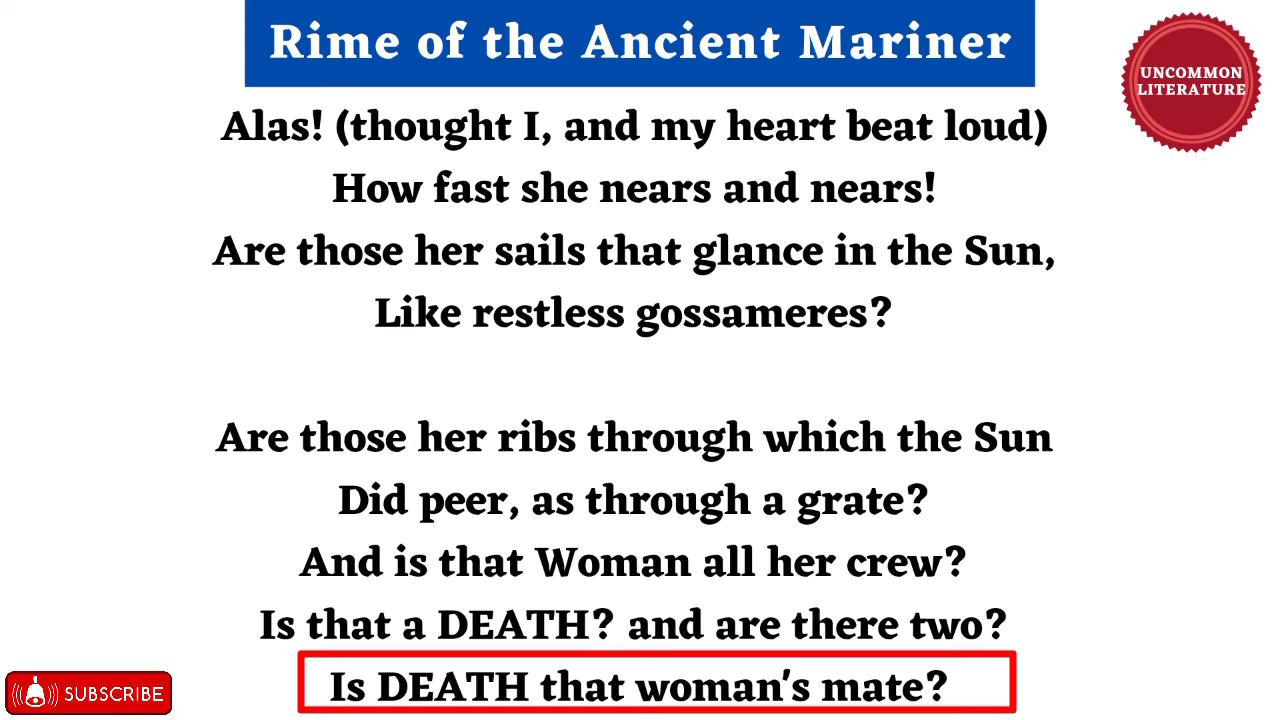 Rime of the Ancient Mariner
UNCOMMON
LITERATURE
Alas! (thought I, and my heart beat loud)
How fast she nears and nears!
Are those her sails that glance in the Sun,
Like restless gossameres?
Are those her ribs through which the Sun
Did peer, as through a grate?
And is that Woman all her crew?
Is that a DEATH? and are there two?
Is DEATH that woman's mate?
SUBSCRIBE